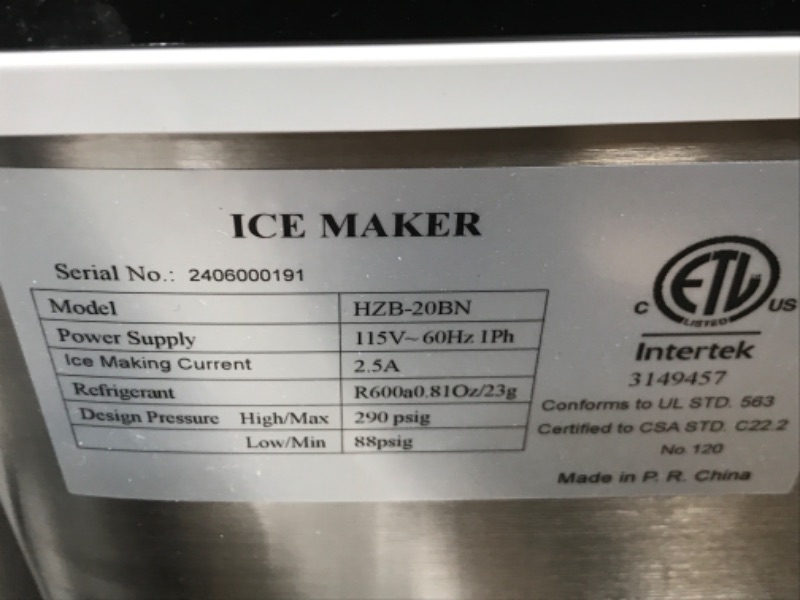 ICE MAKER
Serial No.: 2406000191
Model HZB-20BN
Power Supply 115V~60Hz 1Ph
Ice Making Current 2.5A
Refrigerant R600a0.81Oz/23g
Design Pressure High/Max 290 psig
Low/Min 88psig
C ETL US
LISTED
Intertek
3149457
Conforms to UL STD. 563
Certified to CSA STD. C22.2
No.120
Made in P. R. China